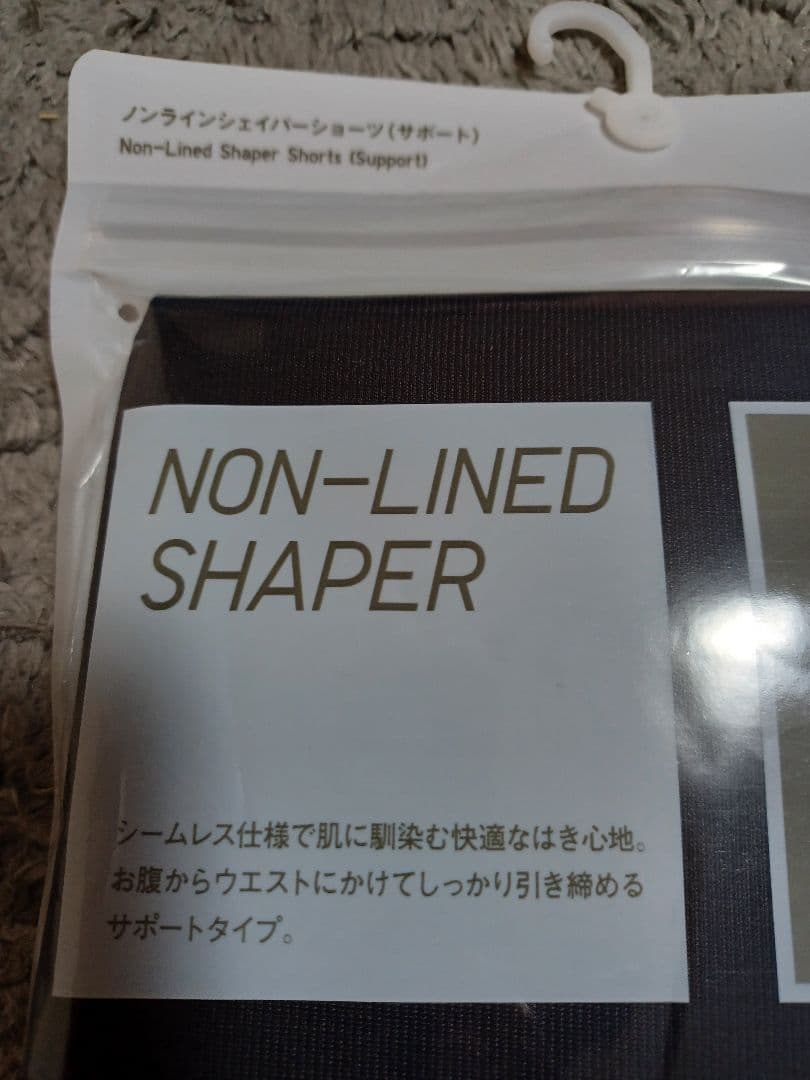 ノンラインシェイパーショーツ(サポート)
Non-Lined Shaper Shorts (Support)
NON-LINED
SHAPER
シームレス仕様で肌に馴染む快適なはき心地。
お腹からウエストにかけてしっかり引き締める
サポートタイプ。